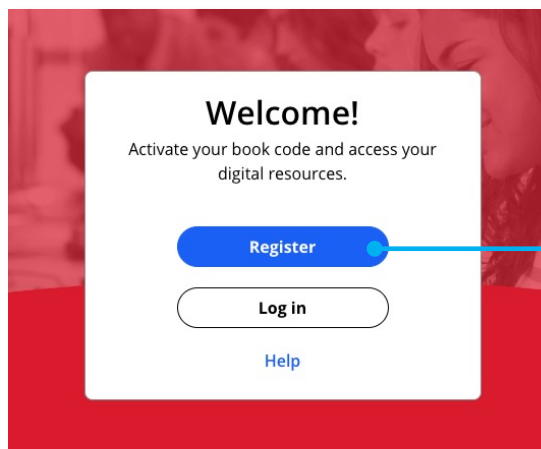 Welcome!
Activate your book code and access your
digital resources.
Register
Log in
Help